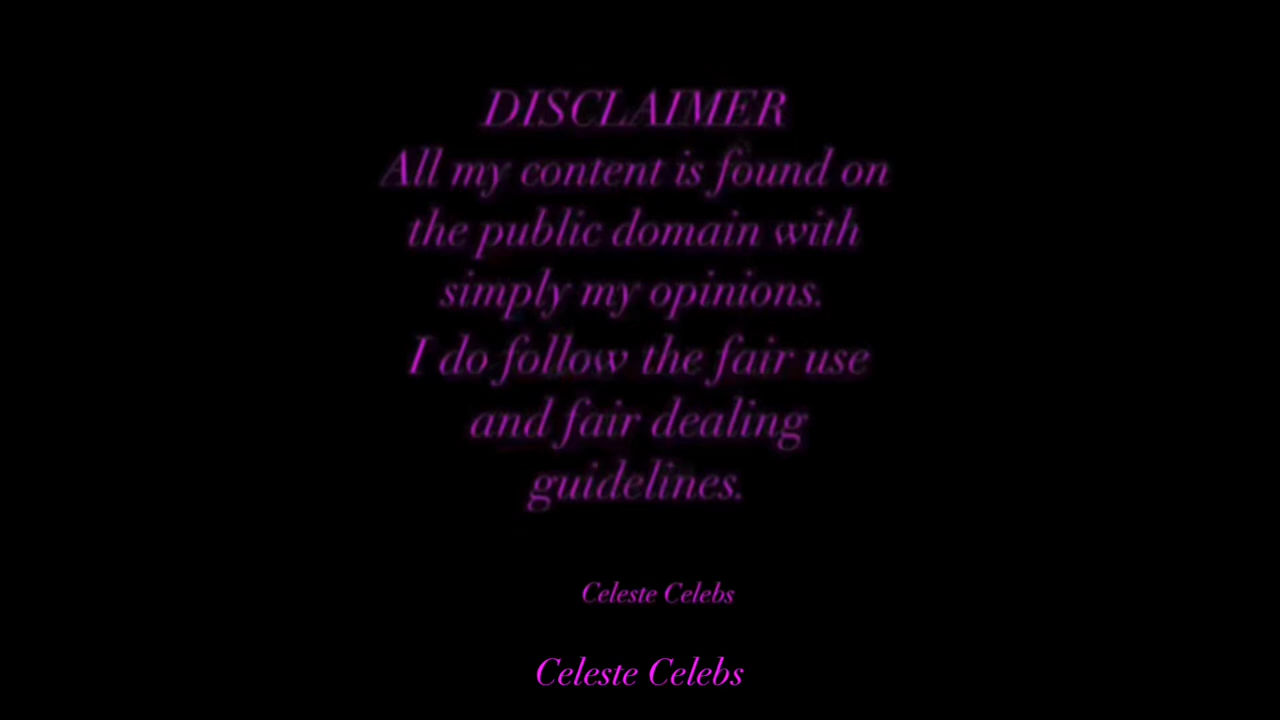 DISCLAIMER
All my content is found on
the public domain with
simply my opinions.
I do follow the fair use
and fair dealing
guidelines.
Celeste Celebs
Celeste Celebs